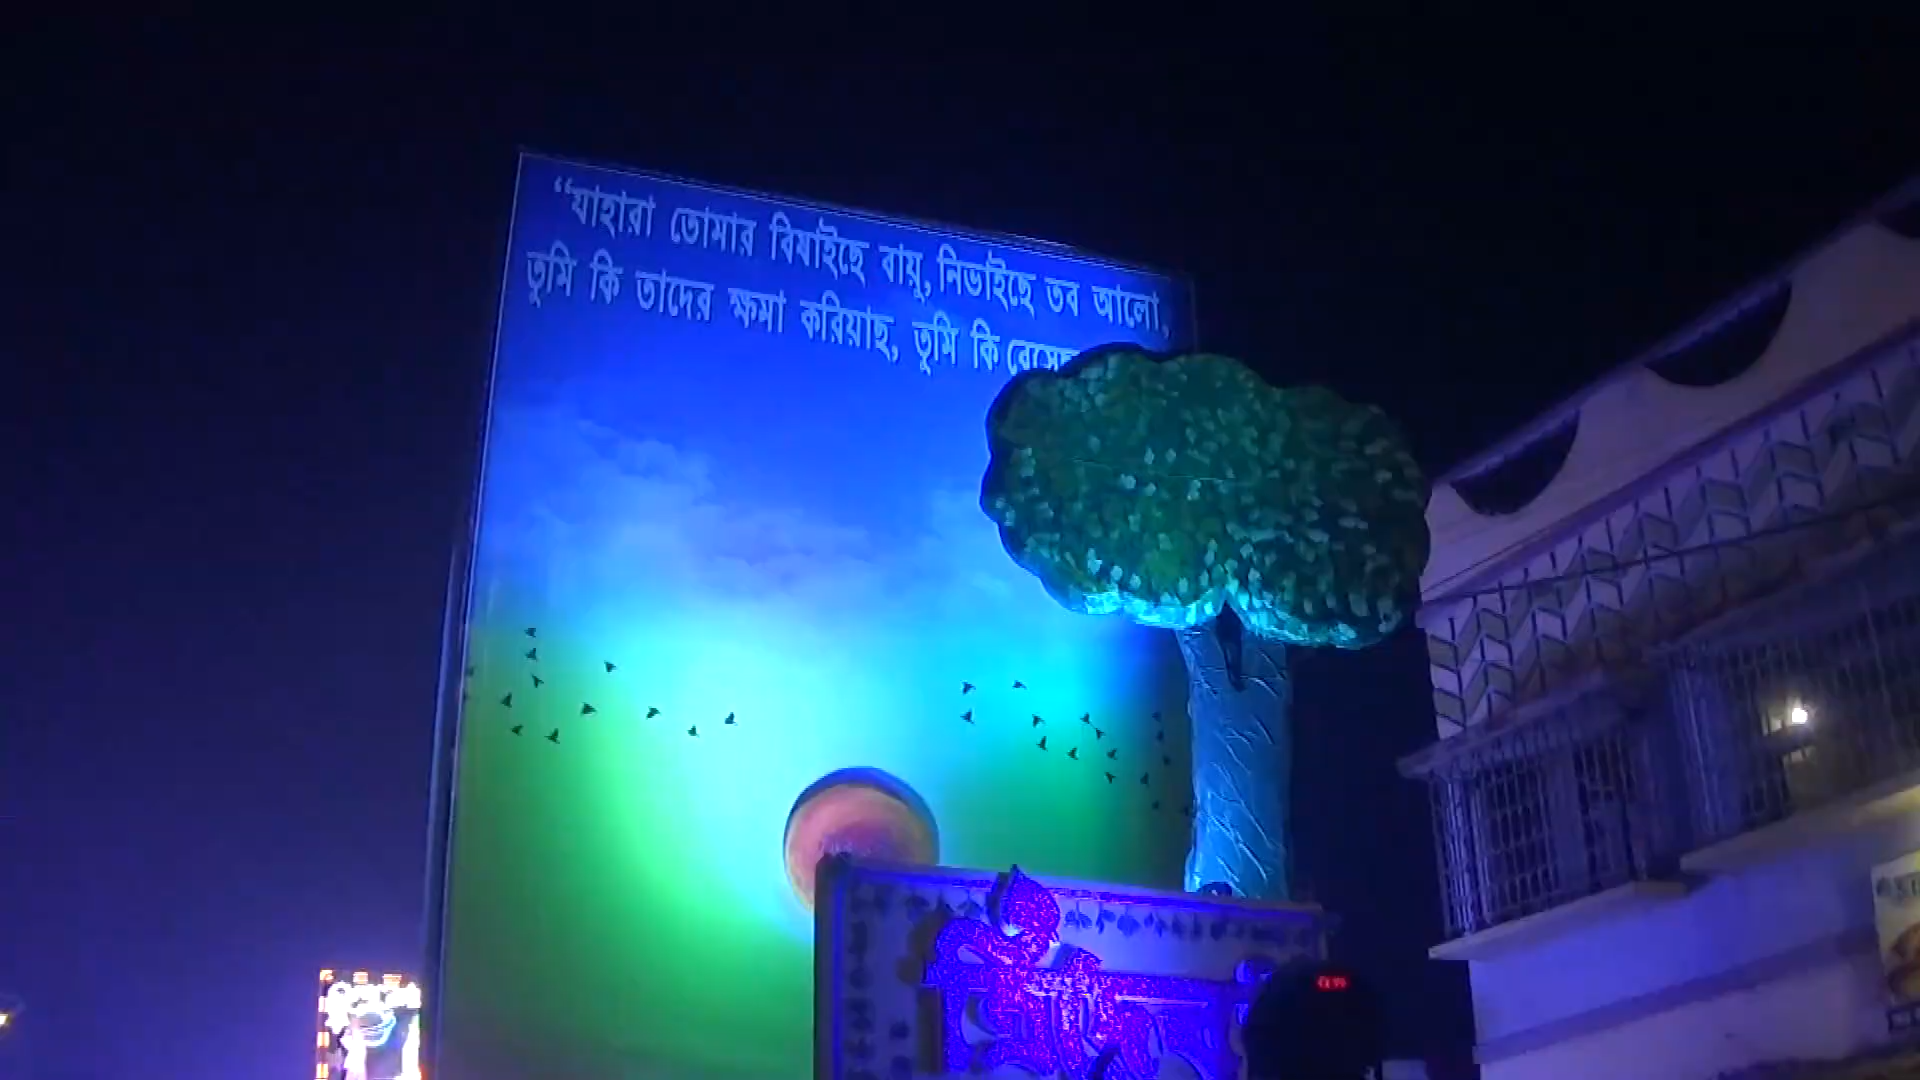 “যাহারা তোমার বিষাইছে বায়ু, নিভাইছে তব আলো,
তুমি কি তাদের ক্ষমা করিয়াছ, তুমি কি